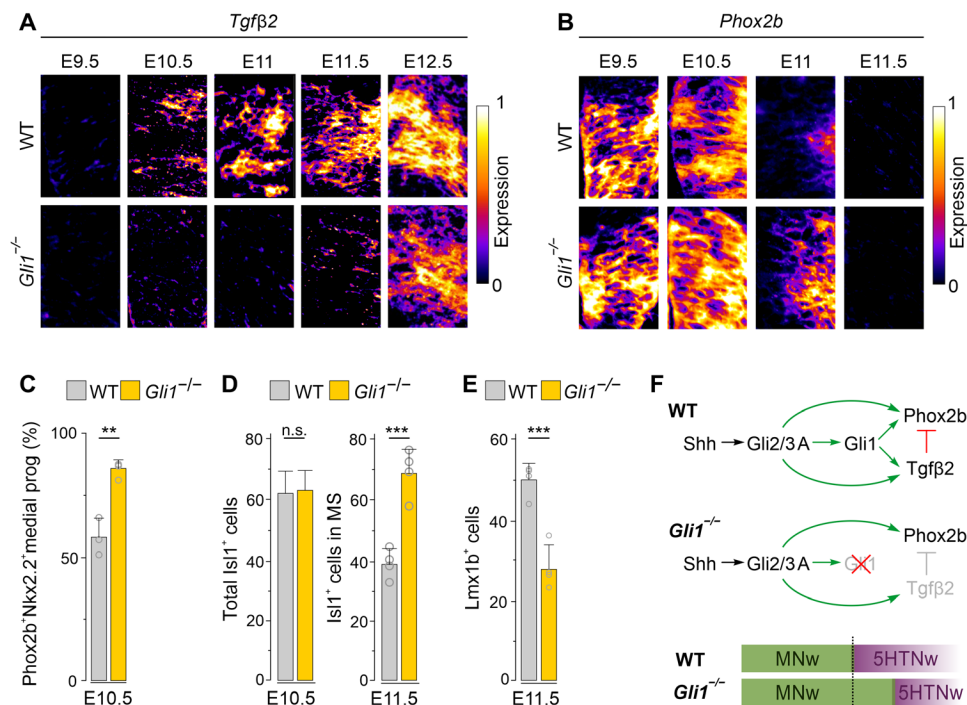 A
Tgfβ2
E9.5 E10.5 E11 E11.5 E12.5
WT
Gli1−/−
1
Expression
0
B
Phox2b
E9.5 E10.5 E11 E11.5
WT
Gli1−/−
1
Expression
0
C
WT Gli1−/−
Phox2b+Nkx2.2+medial prog (%)
100
50
0
**
E10.5
D
WT Gli1−/−
Total Isl1+ cells
80
60
40
20
0
n.s.
E10.5
Isl1+ cells in MS
80
60
40
20
0
***
E11.5
E
WT Gli1−/−
Lmx1b+ cells
60
50
40
30
20
10
0
***
E11.5
F
WT
Shh Gli2/3A Gli1 Phox2b
Tgfβ2
Gli1−/−
Shh Gli2/3A Gli1 Phox2b
Tgfβ2
WT MNw 5HTNw
Gli1−/− MNw 5HTNw